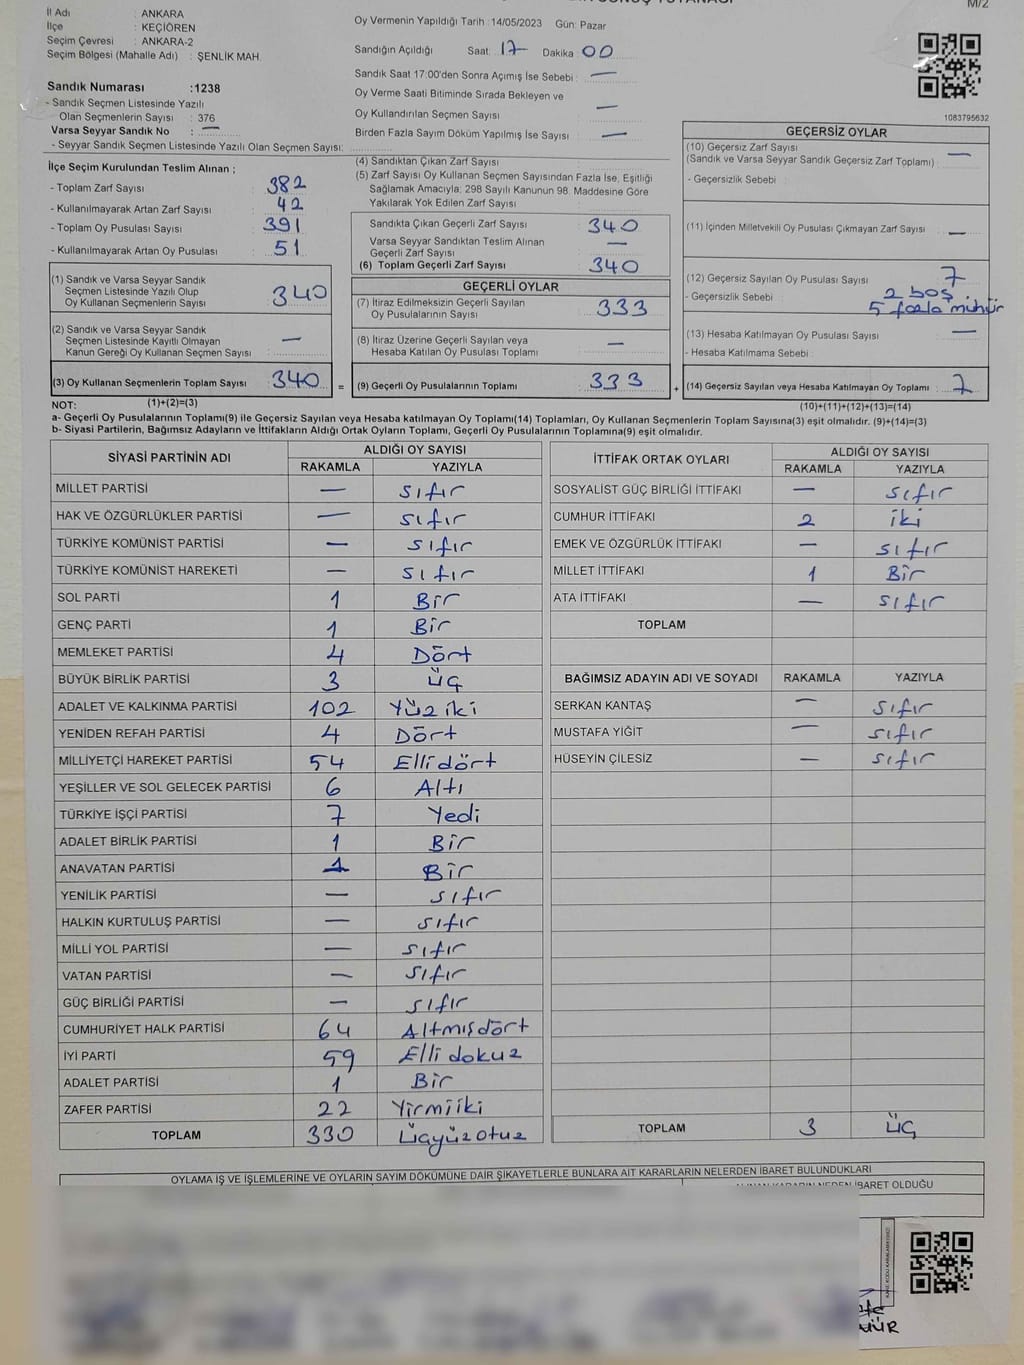 M/2
İl Adı : ANKARA
İlçe : KEÇİÖREN
Seçim Çevresi : ANKARA-2
Seçim Bölgesi (Mahalle Adı) : ŞENLİK MAH.
Sandık Numarası :1238
- Sandık Seçmen Listesinde Yazılı
Olan Seçmenlerin Sayısı : 376
Varsa Seyyar Sandık No : —
- Seyyar Sandık Seçmen Listesinde Yazılı Olan Seçmen Sayısı:
Oy Vermenin Yapıldığı Tarih :14/05/2023 Gün: Pazar
Sandığın Açıldığı Saat: 17 Dakika 00
Sandık Saat 17:00'den Sonra Açımış İse Sebebi : —
Oy Verme Saati Bitiminde Sırada Bekleyen ve
Oy Kullandırılan Seçmen Sayısı : —
Birden Fazla Sayım Döküm Yapılmış İse Sayısı : —
1083795632
İlçe Seçim Kurulundan Teslim Alınan ;
- Toplam Zarf Sayısı : 382
- Kullanılmayarak Artan Zarf Sayısı : 42
- Toplam Oy Pusulası Sayısı : 391
- Kullanılmayarak Artan Oy Pusulası : 51
(1) Sandık ve Varsa Seyyar Sandık
Seçmen Listesinde Yazılı Olup
Oy Kullanan Seçmenlerin Sayısı : 340
(2) Sandık ve Varsa Seyyar Sandık
Seçmen Listesinde Kayıtlı Olmayan
Kanun Gereği Oy Kullanan Seçmen Sayısı : —
(3) Oy Kullanan Seçmenlerin Toplam Sayısı : 340
(1)+(2)=(3)
(4) Sandıktan Çıkan Zarf Sayısı :
(5) Zarf Sayısı Oy Kullanan Seçmen Sayısından Fazla İse, Eşitliği
Sağlamak Amacıyla; 298 Sayılı Kanunun 98. Maddesine Göre
Yakılarak Yok Edilen Zarf Sayısı :
Sandıkta Çıkan Geçerli Zarf Sayısı : 340
Varsa Seyyar Sandıktan Teslim Alınan
Geçerli Zarf Sayısı : —
(6) Toplam Geçerli Zarf Sayısı : 340
GEÇERLİ OYLAR
(7) İtiraz Edilmeksizin Geçerli Sayılan
Oy Pusulalarının Sayısı : 333
(8) İtiraz Üzerine Geçerli Sayılan veya
Hesaba Katılan Oy Pusulası Toplamı : —
= (9) Geçerli Oy Pusulalarının Toplamı : 333 +
GEÇERSİZ OYLAR
(10) Geçersiz Zarf Sayısı
(Sandık ve Varsa Seyyar Sandık Geçersiz Zarf Toplamı) : —
- Geçersizlik Sebebi :
(11) İçinden Milletvekili Oy Pusulası Çıkmayan Zarf Sayısı : —
(12) Geçersiz Sayılan Oy Pusulası Sayısı : 7
- Geçersizlik Sebebi : 2 boş
5 fazla mühür
(13) Hesaba Katılmayan Oy Pusulası Sayısı : —
- Hesaba Katılmama Sebebi :
(14) Geçersiz Sayılan veya Hesaba Katılmayan Oy Toplamı : 7
(10)+(11)+(12)+(13)=(14)
NOT:
a- Geçerli Oy Pusulalarının Toplamı(9) ile Geçersiz Sayılan veya Hesaba katılmayan Oy Toplamı(14) Toplamları, Oy Kullanan Seçmenlerin Toplam Sayısına(3) eşit olmalıdır. (9)+(14)=(3)
b- Siyasi Partilerin, Bağımsız Adayların ve İttifakların Aldığı Ortak Oyların Toplamı, Geçerli Oy Pusulalarının Toplamına(9) eşit olmalıdır.
SİYASİ PARTİNİN ADI ALDIĞI OY SAYISI
RAKAMLA YAZIYLA
MİLLET PARTİSİ — sıfır
HAK VE ÖZGÜRLÜKLER PARTİSİ — sıfır
TÜRKİYE KOMÜNİST PARTİSİ — sıfır
TÜRKİYE KOMÜNİST HAREKETİ — sıfır
SOL PARTİ 1 Bir
GENÇ PARTİ 1 Bir
MEMLEKET PARTİSİ 4 Dört
BÜYÜK BİRLİK PARTİSİ 3 üç
ADALET VE KALKINMA PARTİSİ 102 Yüz iki
YENİDEN REFAH PARTİSİ 4 Dört
MİLLİYETÇİ HAREKET PARTİSİ 54 Elli dört
YEŞİLLER VE SOL GELECEK PARTİSİ 6 Altı
TÜRKİYE İŞÇİ PARTİSİ 7 Yedi
ADALET BİRLİK PARTİSİ 1 Bir
ANAVATAN PARTİSİ 1 Bir
YENİLİK PARTİSİ — sıfır
HALKIN KURTULUŞ PARTİSİ — sıfır
MİLLİ YOL PARTİSİ — sıfır
VATAN PARTİSİ — sıfır
GÜÇ BİRLİĞİ PARTİSİ — sıfır
CUMHURİYET HALK PARTİSİ 64 Altmışdört
İYİ PARTİ 59 Elli dokuz
ADALET PARTİSİ 1 Bir
ZAFER PARTİSİ 22 Yirmi iki
TOPLAM 330 üçyüzotuz
İTTİFAK ORTAK OYLARI ALDIĞI OY SAYISI
RAKAMLA YAZIYLA
SOSYALİST GÜÇ BİRLİĞİ İTTİFAKI — sıfır
CUMHUR İTTİFAKI 2 iki
EMEK VE ÖZGÜRLÜK İTTİFAKI — sıfır
MİLLET İTTİFAKI 1 Bir
ATA İTTİFAKI — sıfır
TOPLAM
BAĞIMSIZ ADAYIN ADI VE SOYADI RAKAMLA YAZIYLA
SERKAN KANTAŞ — sıfır
MUSTAFA YİĞİT — sıfır
HÜSEYİN ÇİLESİZ — sıfır
TOPLAM 3 üç
OYLAMA İŞ VE İŞLEMLERİNE VE OYLARIN SAYIM DÖKÜMÜNE DAİR ŞİKAYETLERLE BUNLARA AİT KARARLARIN NELERDEN İBARET BULUNDUKLARI
İBARET OLDUĞU